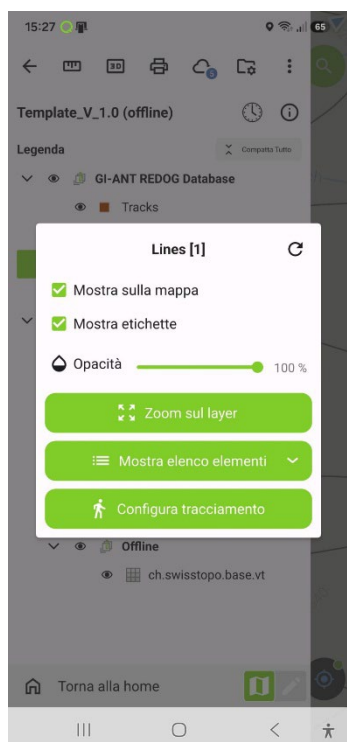 15:27
65
3D
5
Template_V_1.0 (offline)
Legenda
Compatta Tutto
GI-ANT REDOG Database
Tracks
Lines [1]
Mostra sulla mappa
Mostra etichette
Opacità
100 %
Zoom sul layer
Mostra elenco elementi
Configura tracciamento
Offline
ch.swisstopo.base.vt
Torna alla home